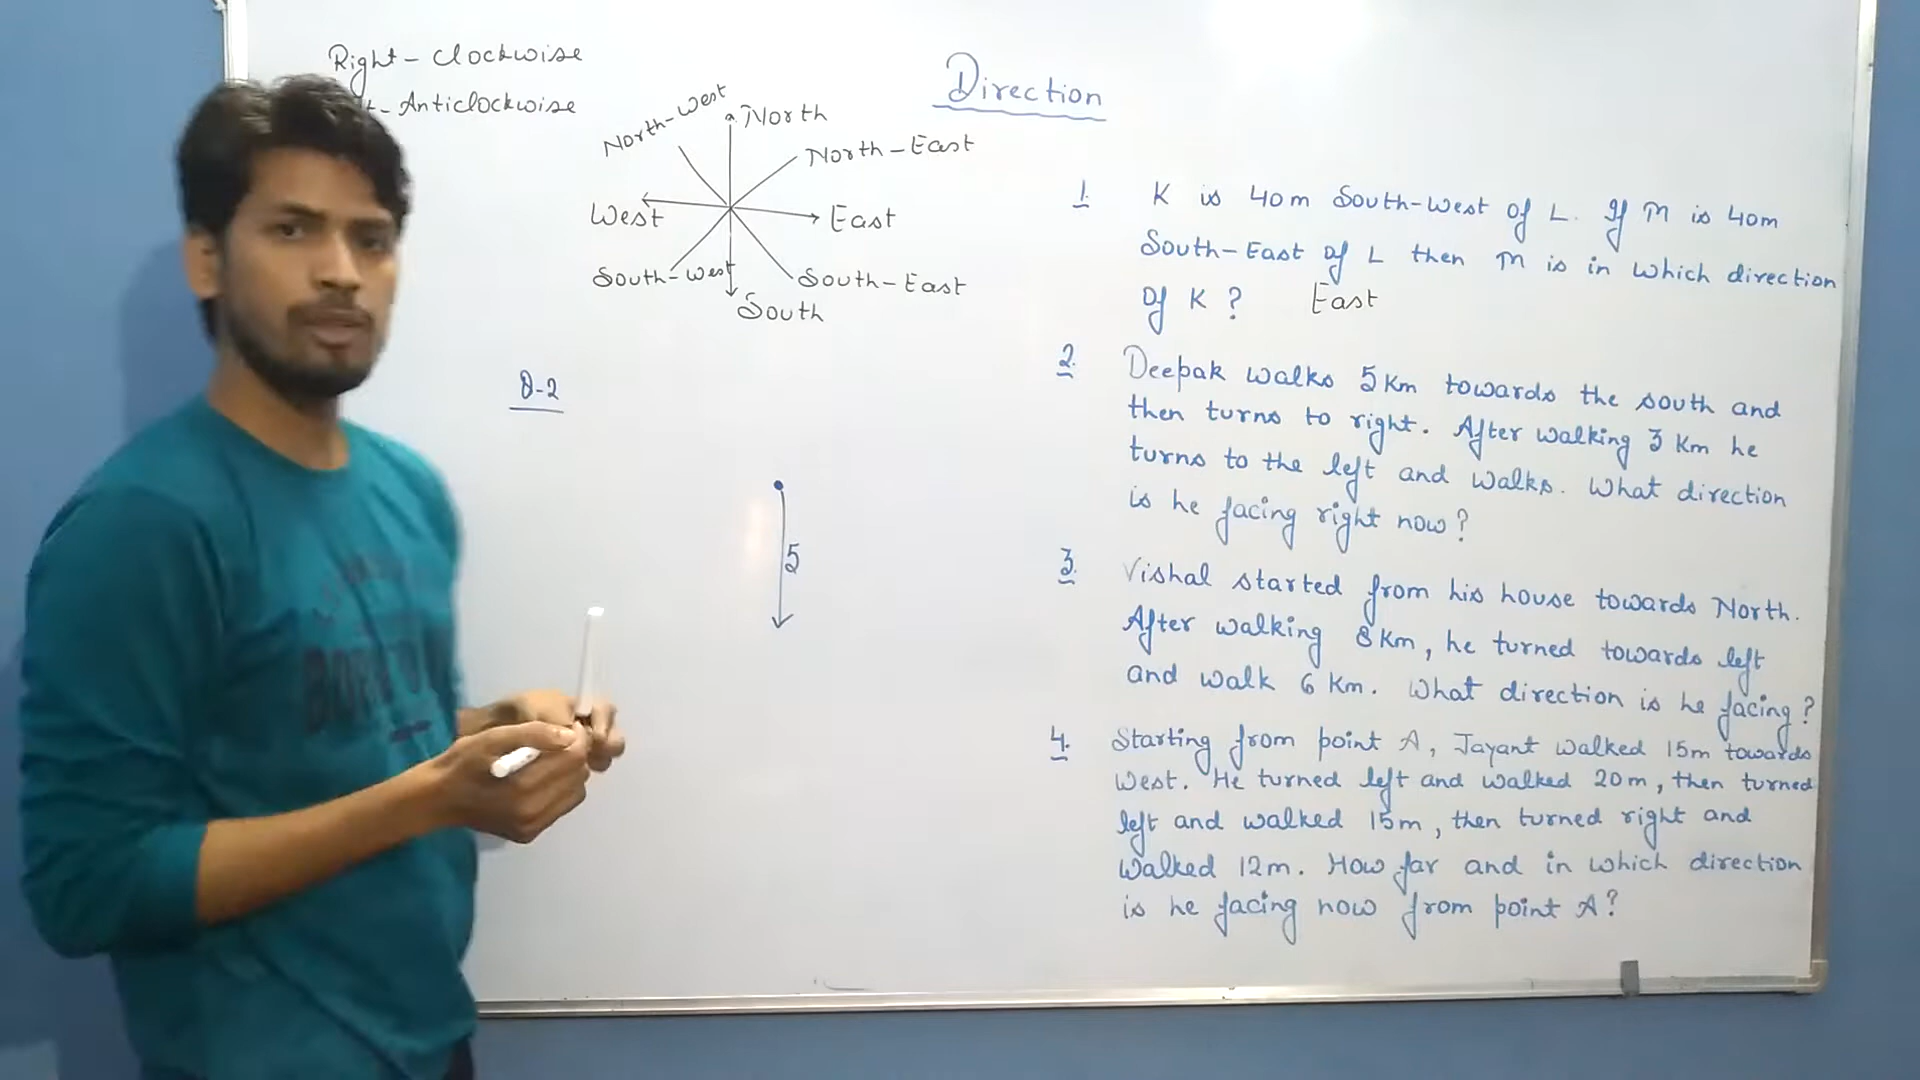 Right - Clockwise
- Anticlockwise
Direction
North-West
North
North-East
West
East
South-West
South-East
South
Q-2
5
1. K is 40m South-West of L. If M is 40m
South-East of L then M is in which direction
of K ? East
2. Deepak walks 5 Km towards the south and
then turns to right. After walking 3 Km he
turns to the left and walks. What direction
is he facing right now?
3. Vishal started from his house towards North.
After walking 8 Km, he turned towards left
and walk 6 Km. What direction is he facing?
4. Starting from point A, Jayant walked 15m towards
West. He turned left and walked 20m, then turned
left and walked 15m, then turned right and
walked 12m. How far and in which direction
is he facing now from point A?